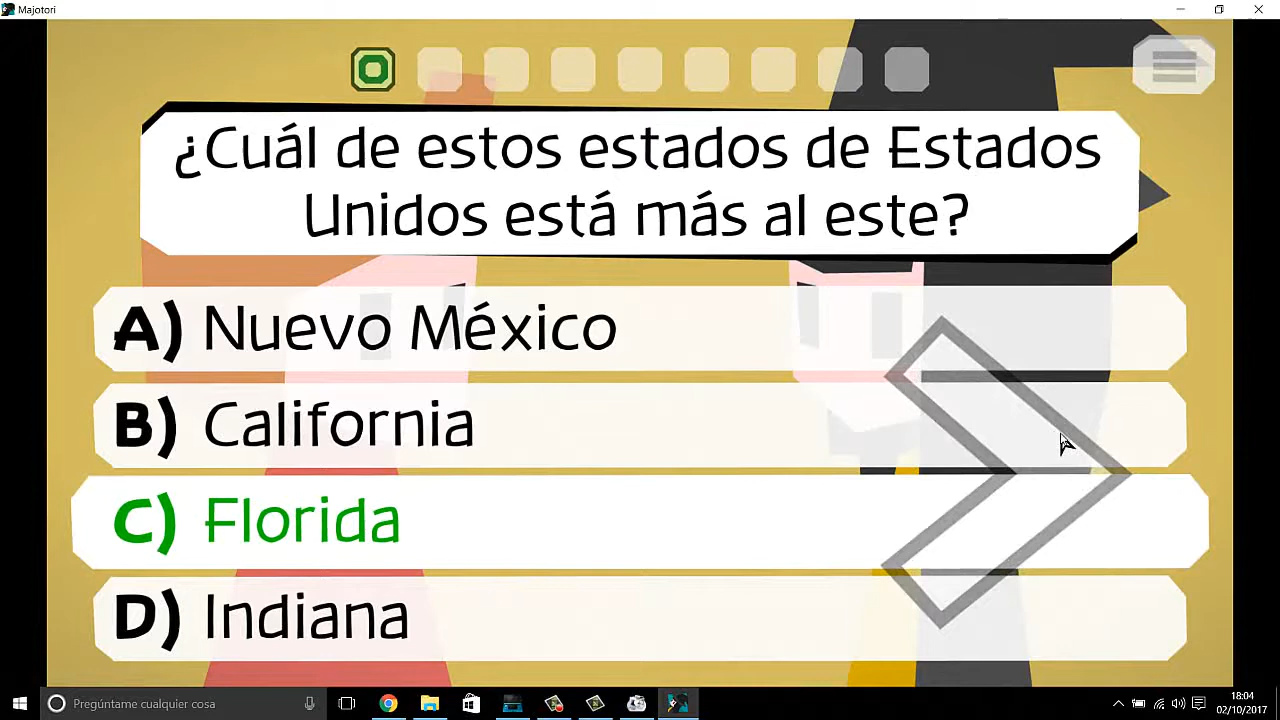 Majotori
¿Cuál de estos estados de Estados
Unidos está más al este?
A) Nuevo México
B) California
C) Florida
D) Indiana
Pregúntame cualquier cosa
18:04
02/10/2017